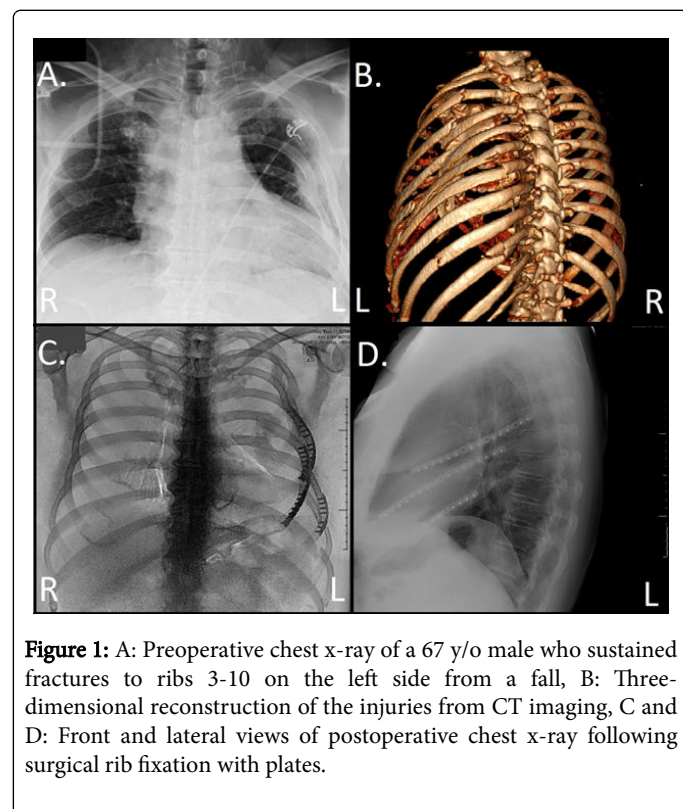 A.
B.
R
L
L
R
C.
D.
R
L
L
Figure 1: A: Preoperative chest x-ray of a 67 y/o male who sustained
fractures to ribs 3-10 on the left side from a fall, B: Three-
dimensional reconstruction of the injuries from CT imaging, C and
D: Front and lateral views of postoperative chest x-ray following
surgical rib fixation with plates.